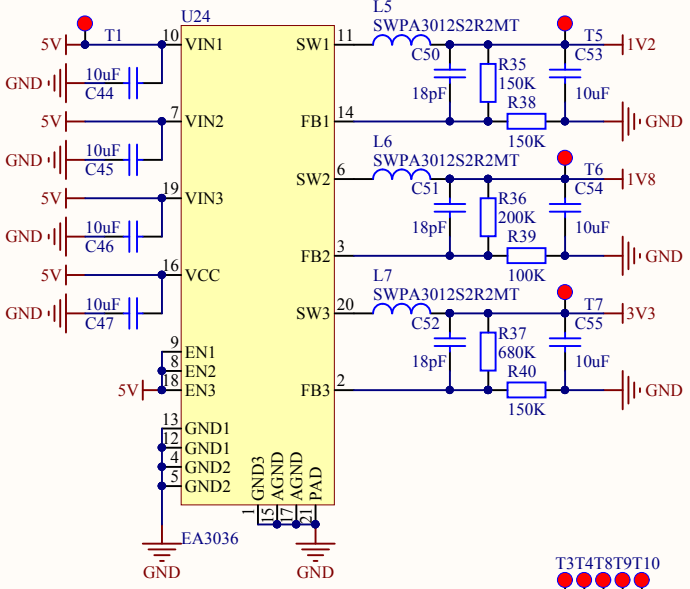 U24
5V T1 10 VIN1
GND 10uF C44
5V 7 VIN2
GND 10uF C45
5V 19 VIN3
GND 10uF C46
5V 16 VCC
GND 10uF C47
9 EN1
8 EN2
5V 18 EN3
13 GND1
12 GND1
4 GND2
5 GND2
GND
EA3036
1 GND3
15 AGND
17 AGND
21 PAD
GND
L5
SWPA3012S2R2MT
SW1 11 T5 1V2
C50 18pF
R35 150K
C53 10uF
R38 150K
FB1 14 GND
L6
SWPA3012S2R2MT
SW2 6 T6 1V8
C51 18pF
R36 200K
C54 10uF
R39 100K
FB2 3 GND
L7
SWPA3012S2R2MT
SW3 20 T7 3V3
C52 18pF
R37 680K
C55 10uF
R40 150K
FB3 2 GND
T3T4T8T9T10